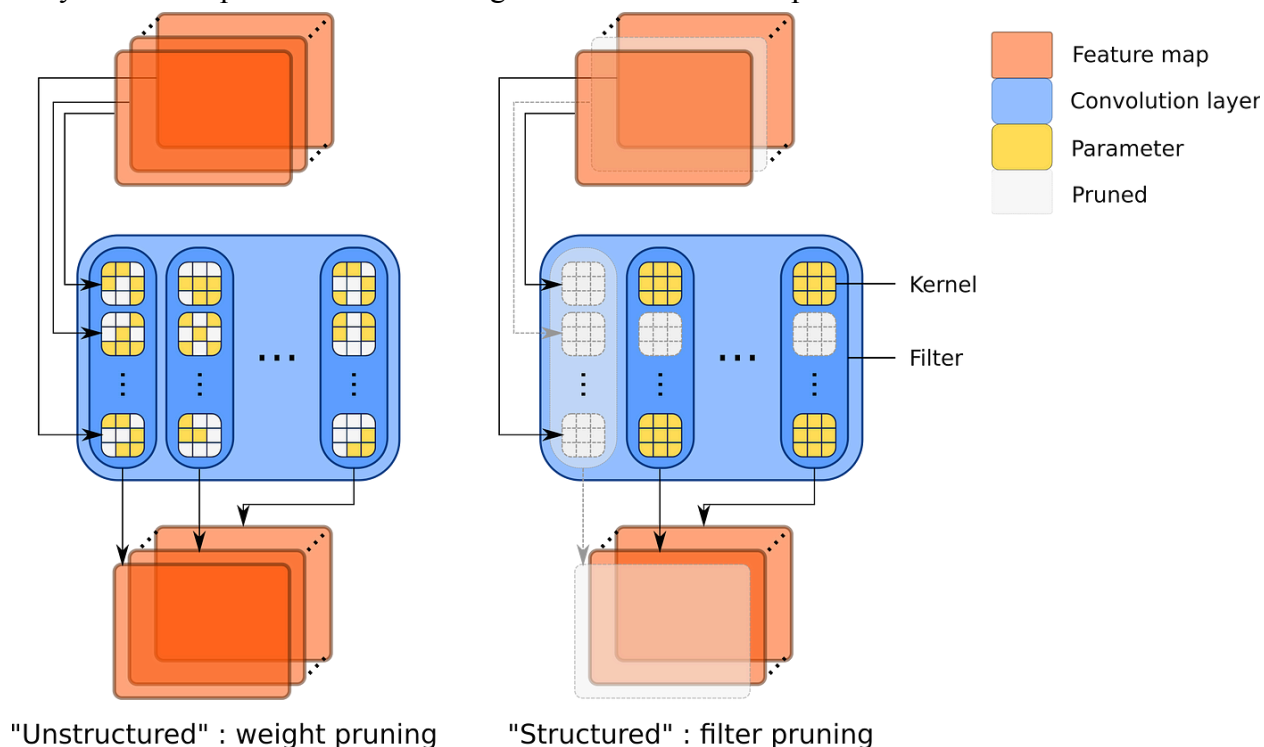 Feature map
Convolution layer
Parameter
Pruned
Kernel
Filter
"Unstructured" : weight pruning
"Structured" : filter pruning